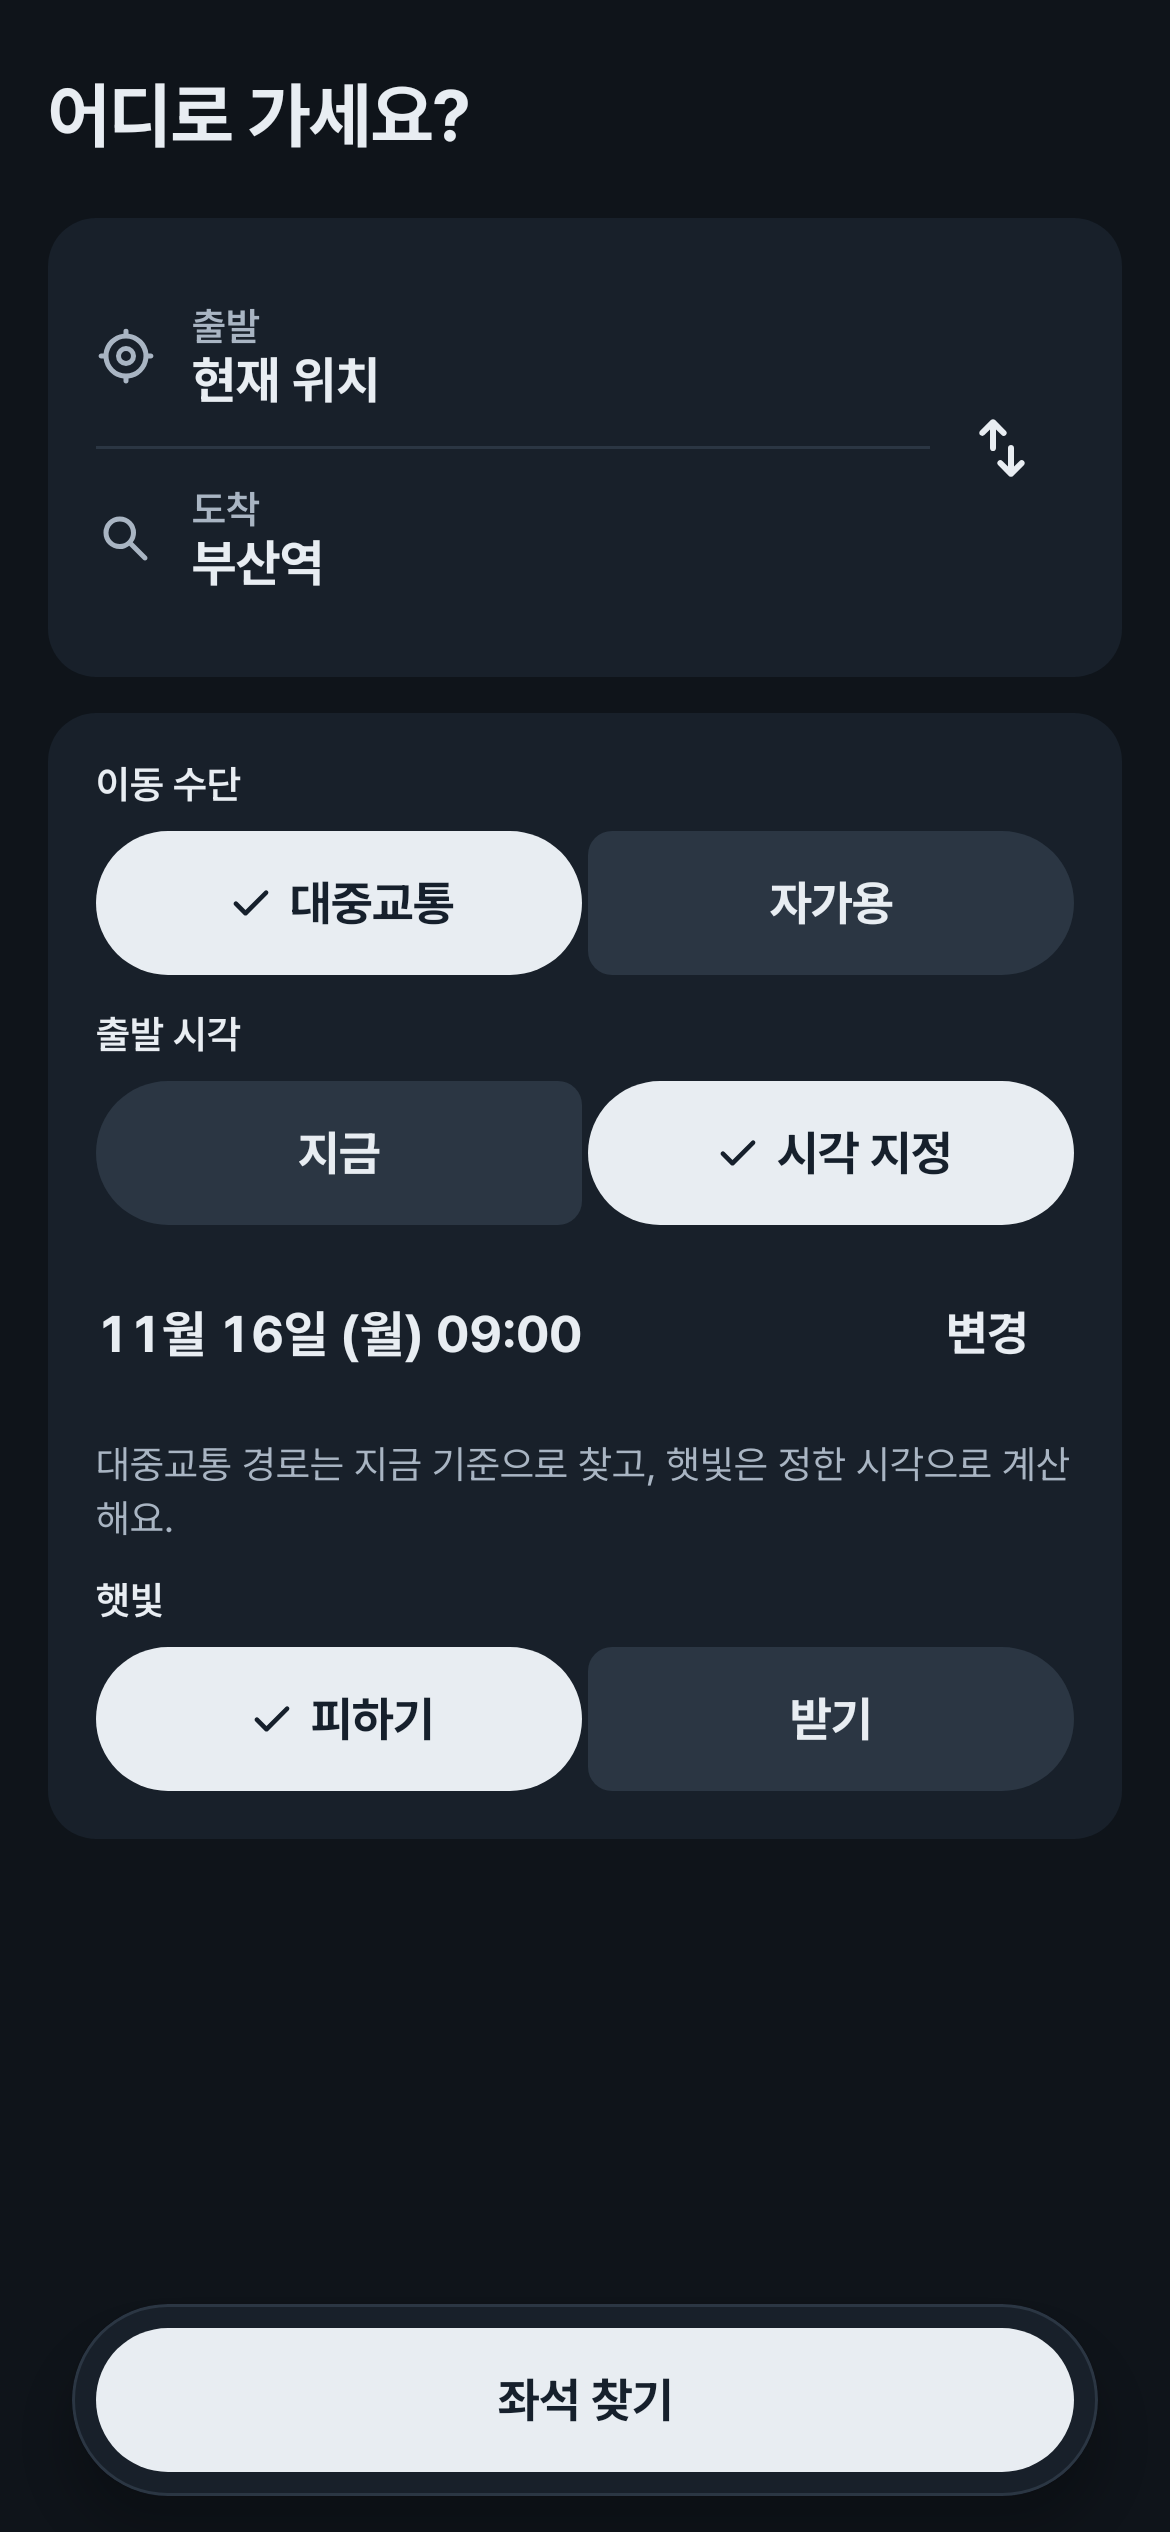 어디로 가세요?
출발
현재 위치
도착
부산역
이동 수단
대중교통
자가용
출발 시각
지금
시각 지정
11월 16일 (월) 09:00
변경
대중교통 경로는 지금 기준으로 찾고, 햇빛은 정한 시각으로 계산
해요.
햇빛
피하기
받기
좌석 찾기